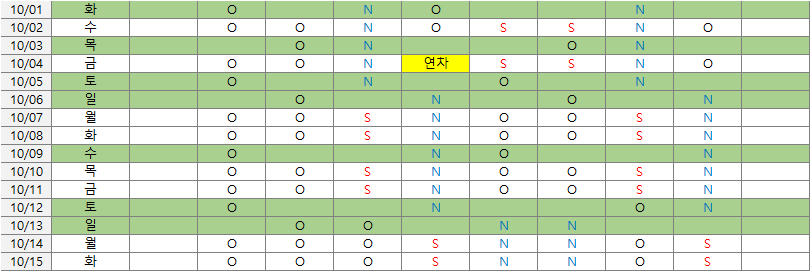 10/01 화 O N O N
10/02 수 O O N O S S N O
10/03 목 O N O N
10/04 금 O O N 연차 S S N O
10/05 토 O N O N
10/06 일 O N O N
10/07 월 O O S N O O S N
10/08 화 O O S N O O S N
10/09 수 O N O N
10/10 목 O O S N O O S N
10/11 금 O O S N O O S N
10/12 토 O N O N
10/13 일 O O N N
10/14 월 O O O S N N O S
10/15 화 O O O S N N O S